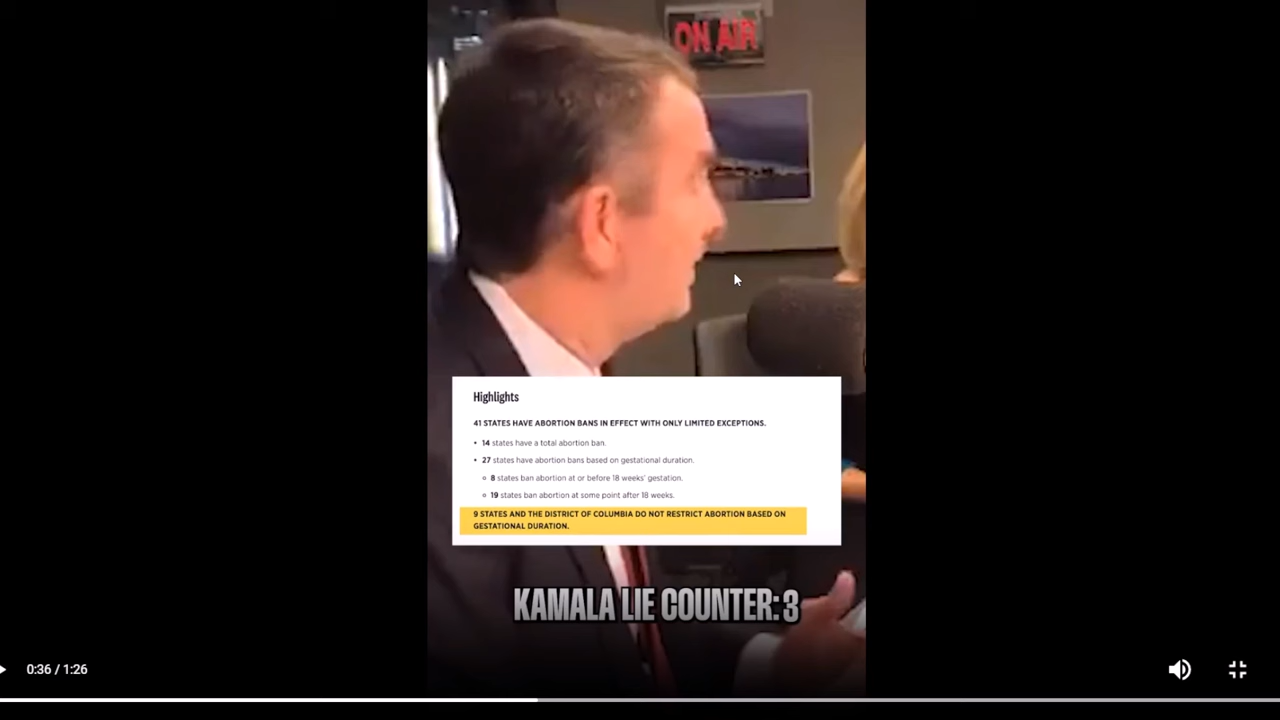 ON AIR
Highlights
41 STATES HAVE ABORTION BANS IN EFFECT WITH ONLY LIMITED EXCEPTIONS.
• 14 states have a total abortion ban.
• 27 states have abortion bans based on gestational duration.
8 states ban abortion at or before 18 weeks' gestation.
19 states ban abortion at some point after 18 weeks.
9 STATES AND THE DISTRICT OF COLUMBIA DO NOT RESTRICT ABORTION BASED ON
GESTATIONAL DURATION.
KAMALA LIE COUNTER: 3
0:36 / 1:26